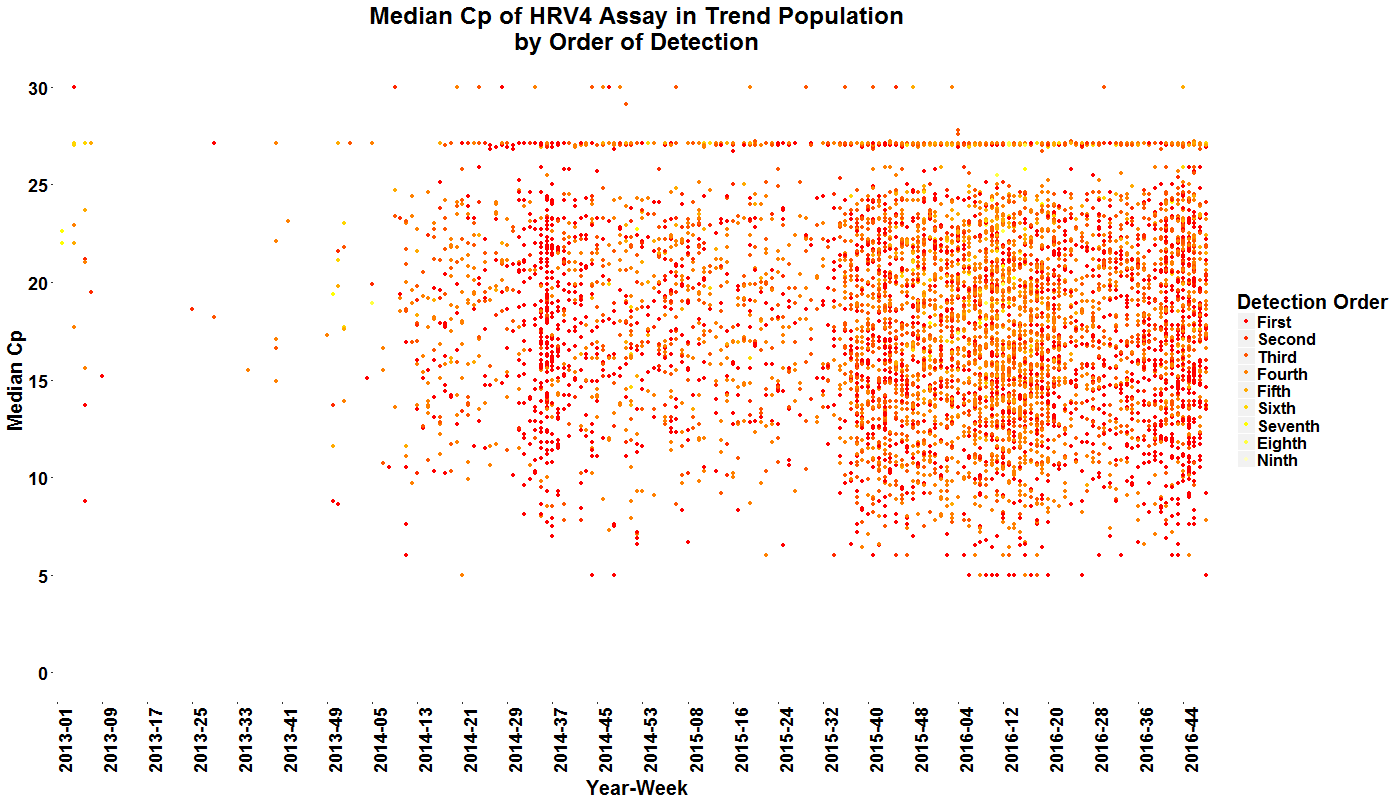 Median Cp of HRV4 Assay in Trend Population
by Order of Detection
Median Cp
30
25
20
15
10
5
0
2013-01
2013-09
2013-17
2013-25
2013-33
2013-41
2013-49
2014-05
2014-13
2014-21
2014-29
2014-37
2014-45
2014-53
2015-08
2015-16
2015-24
2015-32
2015-40
2015-48
2016-04
2016-12
2016-20
2016-28
2016-36
2016-44
Year-Week
Detection Order
First
Second
Third
Fourth
Fifth
Sixth
Seventh
Eighth
Ninth